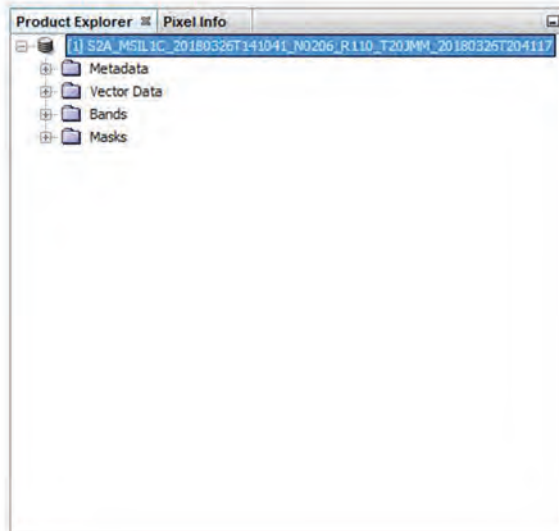 Product Explorer Pixel Info
[1] S2A_MSIL1C_20180326T141041_N0206_R110_T20JMM_20180326T204117
Metadata
Vector Data
Bands
Masks